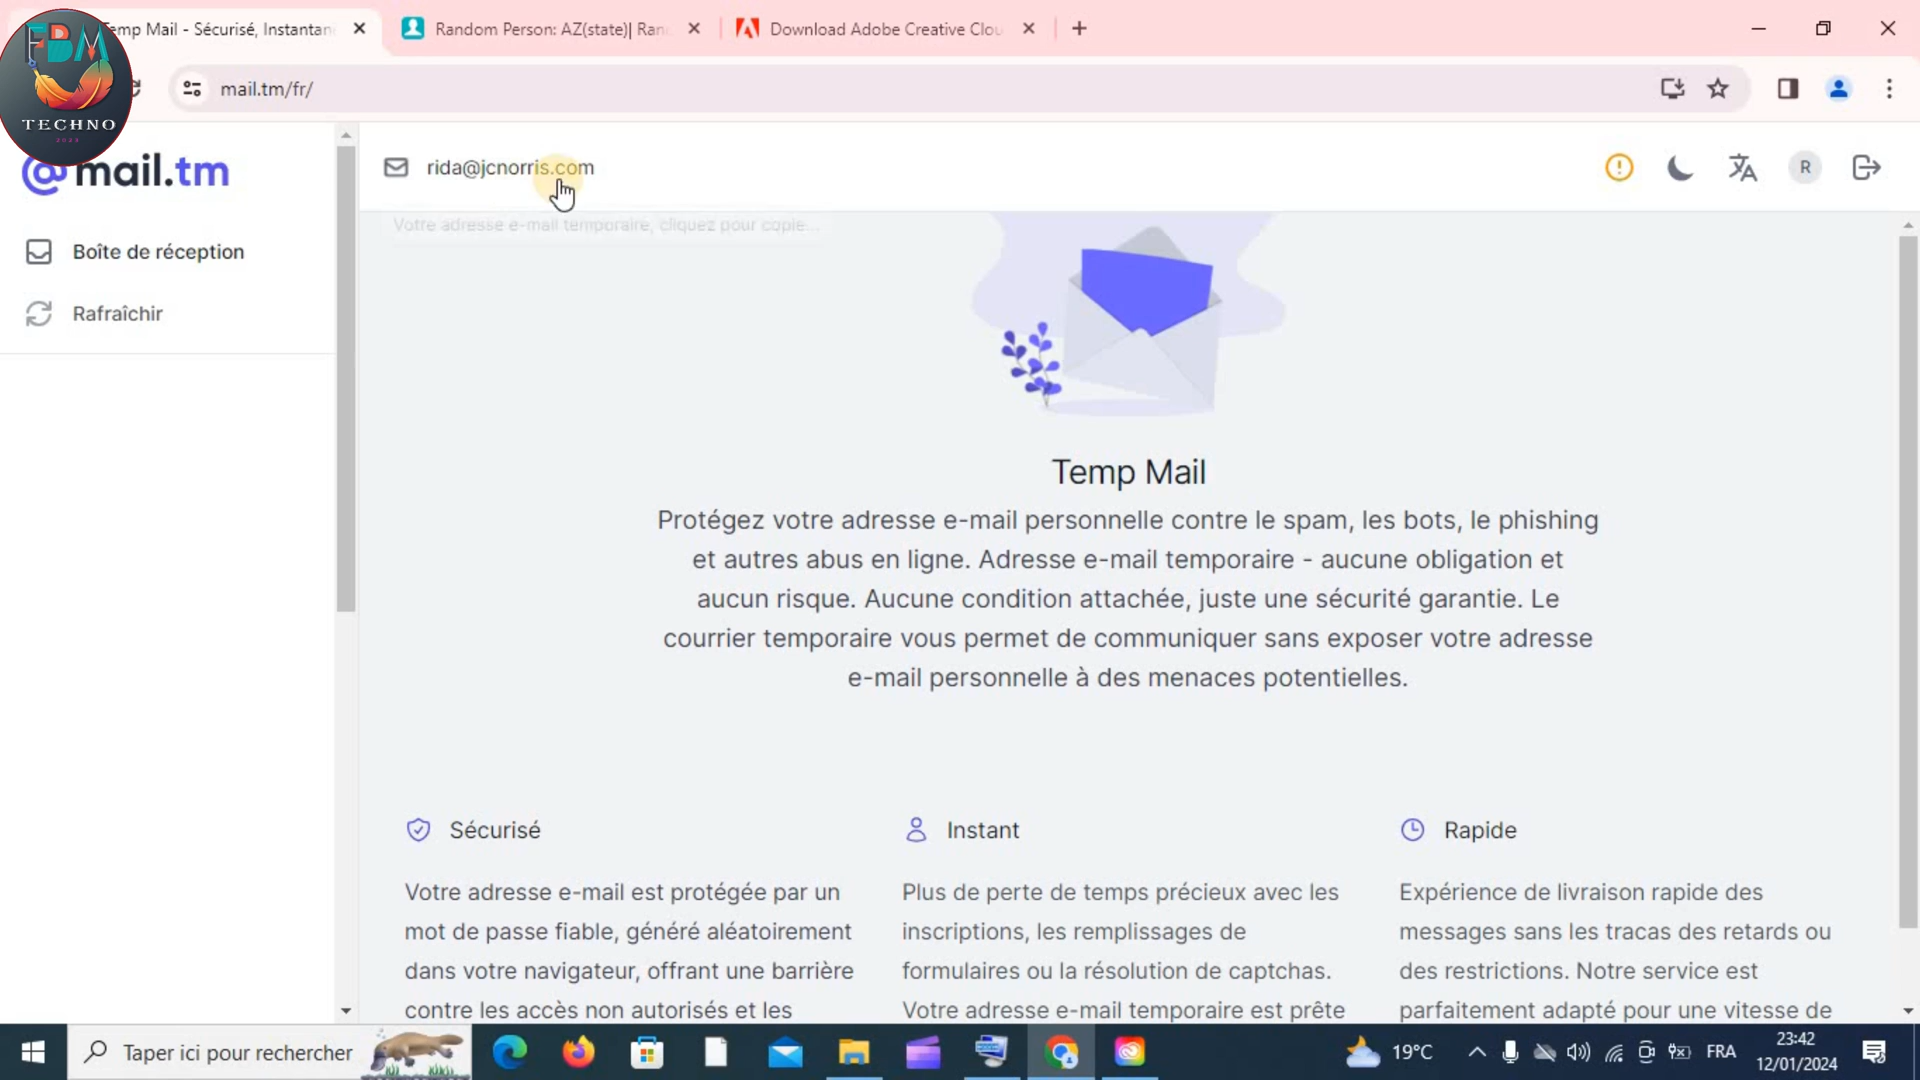 emp Mail - Sécurisé, Instantan
Random Person: AZ(state)| Ran
Download Adobe Creative Clou
mail.tm/fr/
FBM
TECHNO
2023
@mail.tm
rida@jcnorris.com
Votre adresse e-mail temporaire, cliquez pour copie...
R
Boîte de réception
Rafraîchir
Temp Mail
Protégez votre adresse e-mail personnelle contre le spam, les bots, le phishing
et autres abus en ligne. Adresse e-mail temporaire - aucune obligation et
aucun risque. Aucune condition attachée, juste une sécurité garantie. Le
courrier temporaire vous permet de communiquer sans exposer votre adresse
e-mail personnelle à des menaces potentielles.
Sécurisé
Votre adresse e-mail est protégée par un
mot de passe fiable, généré aléatoirement
dans votre navigateur, offrant une barrière
contre les accès non autorisés et les
Instant
Plus de perte de temps précieux avec les
inscriptions, les remplissages de
formulaires ou la résolution de captchas.
Votre adresse e-mail temporaire est prête
Rapide
Expérience de livraison rapide des
messages sans les tracas des retards ou
des restrictions. Notre service est
parfaitement adapté pour une vitesse de
Taper ici pour rechercher
19°C
FRA
23:42
12/01/2024